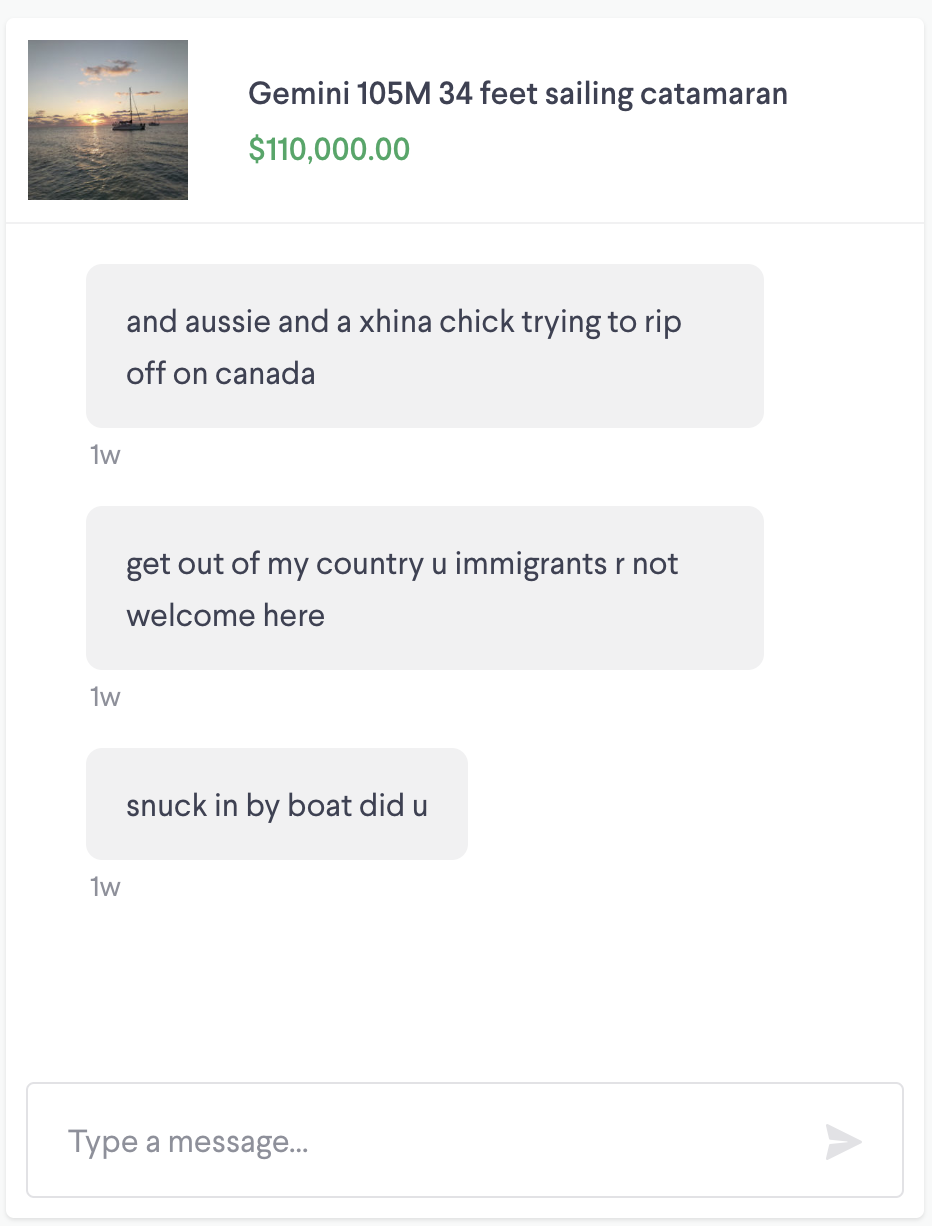 Gemini 105M 34 feet sailing catamaran
$110,000.00
and aussie and a xhina chick trying to rip
off on canada
1w
get out of my country u immigrants r not
welcome here
1w
snuck in by boat did u
1w
Type a message...